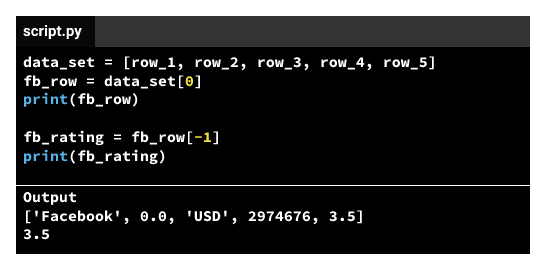 script.py
data_set = [row_1, row_2, row_3, row_4, row_5]
fb_row = data_set[0]
print(fb_row)
fb_rating = fb_row[-1]
print(fb_rating)
Output
['Facebook', 0.0, 'USD', 2974676, 3.5]
3.5